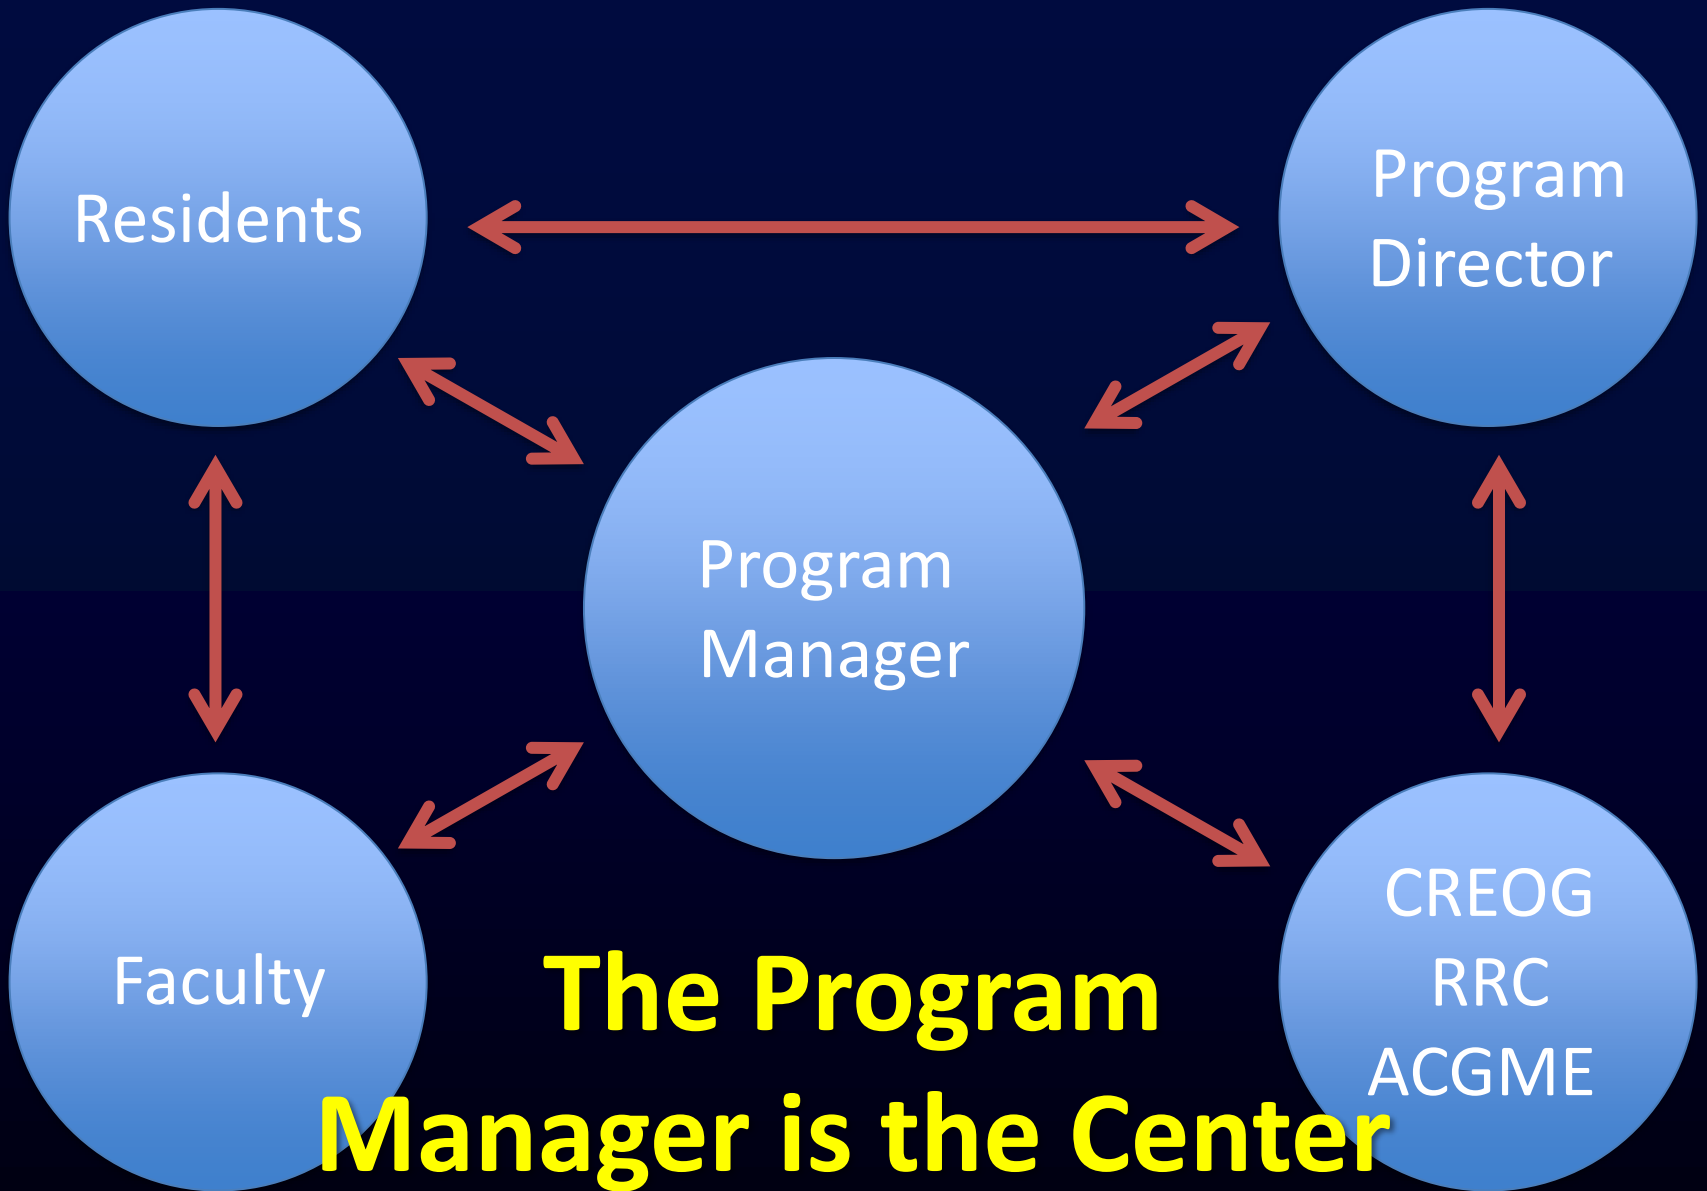 Residents
Program
Director
Program
Manager
Faculty
CREOG
RRC
ACGME
The Program
Manager is the Center